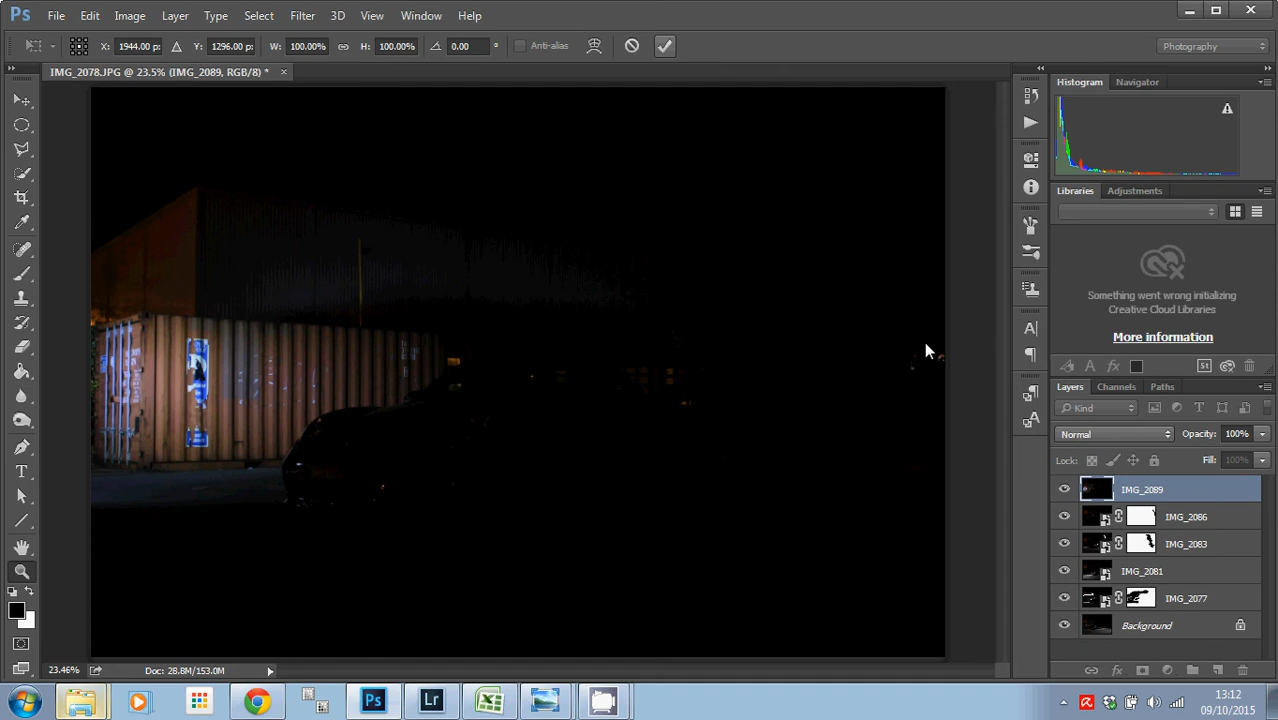 Ps File Edit Image Layer Type Select Filter 3D View Window Help
X: 1944.00 p: Y: 1296.00 p: W: 100.00% H: 100.00% 0.00 ° Anti-alias Photography
IMG_2078.JPG @ 23.5% (IMG_2089, RGB/8) * ×
Histogram Navigator
Libraries Adjustments
Something went wrong initializing
Creative Cloud Libraries
More information
St
Layers Channels Paths
Kind
Normal Opacity: 100%
Lock: Fill: 100%
IMG_2089
IMG_2086
IMG_2083
IMG_2081
IMG_2077
Background
23.46% Doc: 28.8M/153.0M
Ps Lr
13:12
09/10/2015